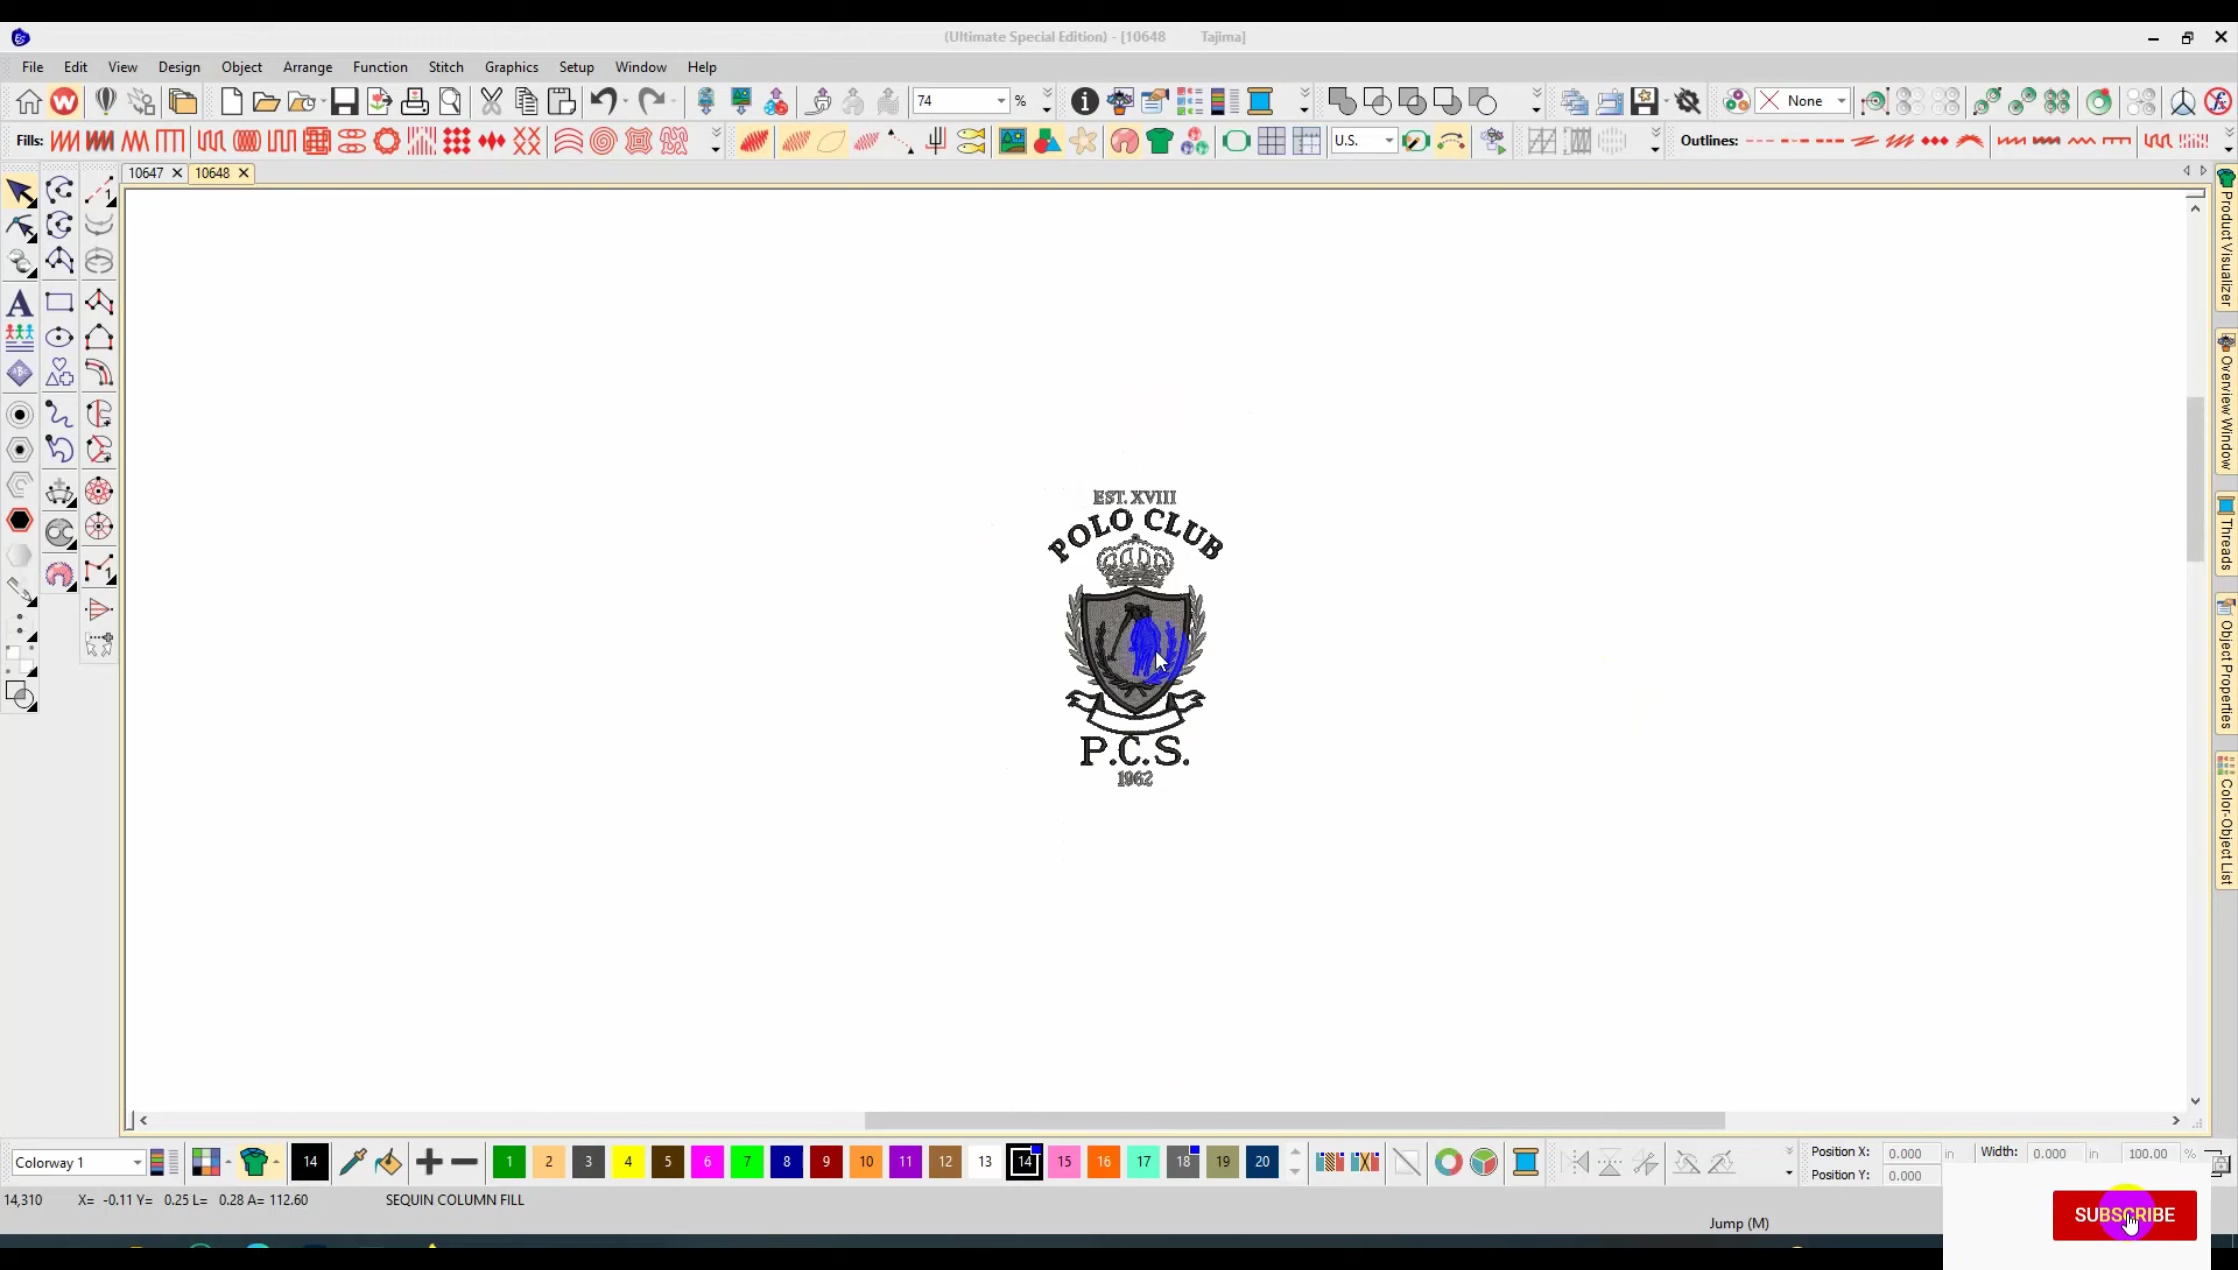 (Ultimate Special Edition) - [10648 Tajima]
File Edit View Design Object Arrange Function Stitch Graphics Setup Window Help
74 % None
Fills: U.S. Outlines:
10647 10648
Product Visualizer
Overview Window
Threads
Object Properties
Color-Object List
EST. XVIII
POLO CLUB
P.C.S.
1962
Colorway 1 14 1 2 3 4 5 6 7 8 9 10 11 12 13 14 15 16 17 18 19 20
Position X: 0.000 in Width: 0.000 in 100.00 %
Position Y: 0.000
14,310 X= -0.11 Y= 0.25 L= 0.28 A= 112.60 SEQUIN COLUMN FILL
Jump (M)
SUBSCRIBE